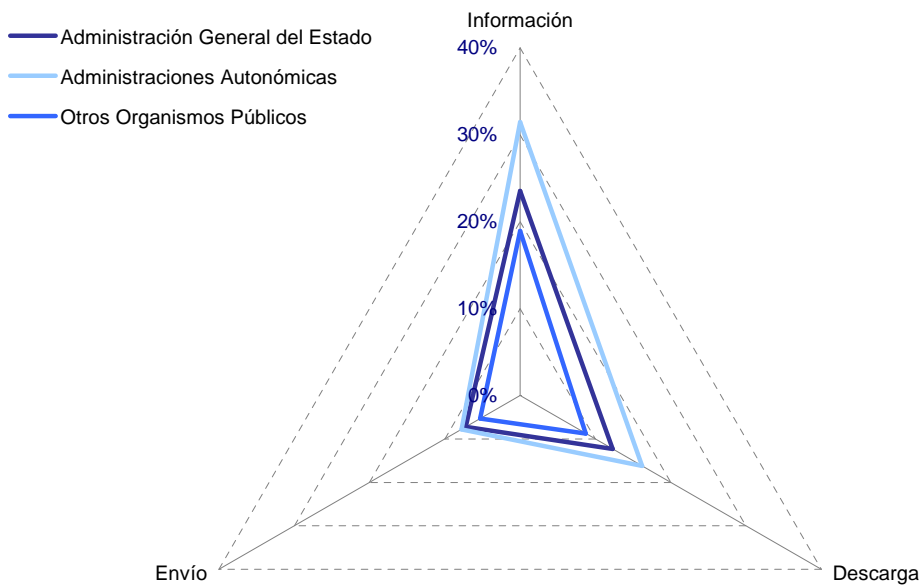 Información
Administración General del Estado
Administraciones Autonómicas
Otros Organismos Públicos
40%
30%
20%
10%
0%
Envío
Descarga